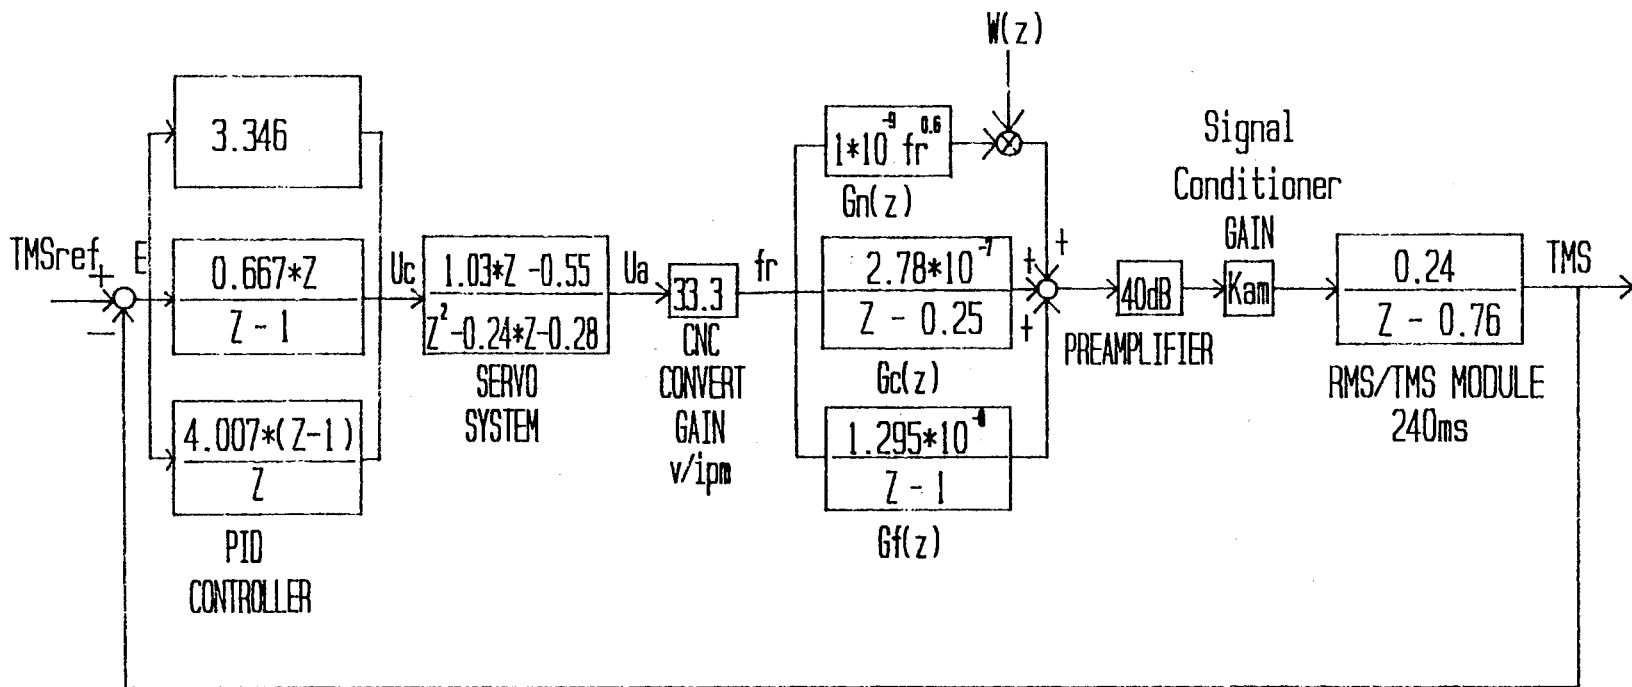 W(z)
3.346
1*10^-9 fr^0.6
Gn(z)
Signal
Conditioner
GAIN
TMSref
+
E
−
0.667*Z
Z - 1
Uc
1.03*Z -0.55
Z^2-0.24*Z-0.28
SERVO
SYSTEM
Ua
33.3
CNC
CONVERT
GAIN
v/ipm
fr
2.78*10^-7
Z - 0.25
Gc(z)
+
+
+
40dB
PREAMPLIFIER
Kam
0.24
Z - 0.76
RMS/TMS MODULE
240ms
TMS
4.007*(Z-1)
Z
PID
CONTROLLER
1.295*10
Z - 1
Gf(z)